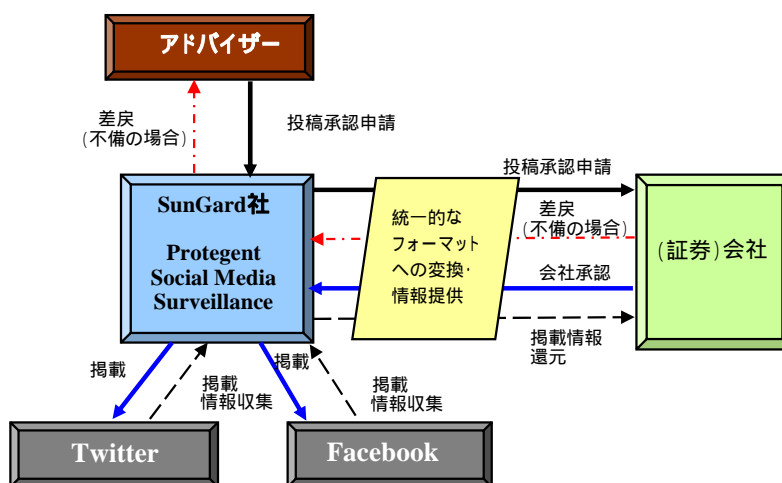 アドバイザー
差戻
(不備の場合)
投稿承認申請
SunGard社
Protegent
Social Media
Surveillance
統一的な
フォーマット
への変換・
情報提供
投稿承認申請
差戻
(不備の場合)
会社承認
掲載情報
還元
(証券)会社
掲載
掲載
情報収集
掲載
掲載
情報収集
Twitter
Facebook